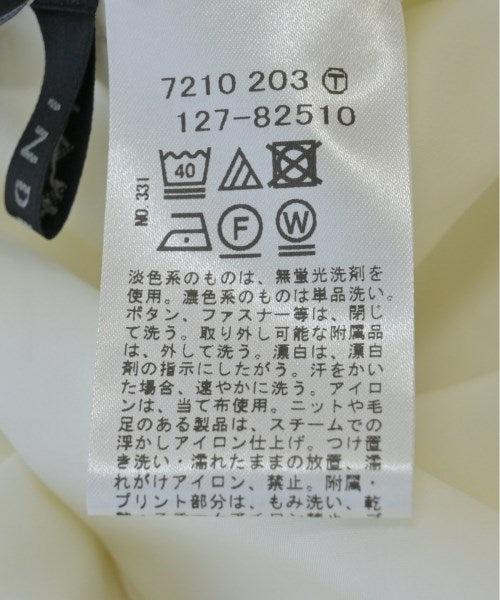 7210 203 Ⓣ
127-82510
NO.331
40
F W
淡色系のものは、無蛍光洗剤を
使用。濃色系のものは単品洗い。
ボタン、ファスナー等は、閉じ
て洗う。取り外し可能な附属品
は、外して洗う。漂白は、漂白
剤の指示にしたがう。汗をかい
た場合、速やかに洗う。アイロ
ンは、当て布使用。ニットや毛
足のある製品は、スチームでの
浮かしアイロン仕上げ。つけ置
き洗い・濡れたままの放置、濡
れがけアイロン、禁止。附属・
プリント部分は、もみ洗い、乾